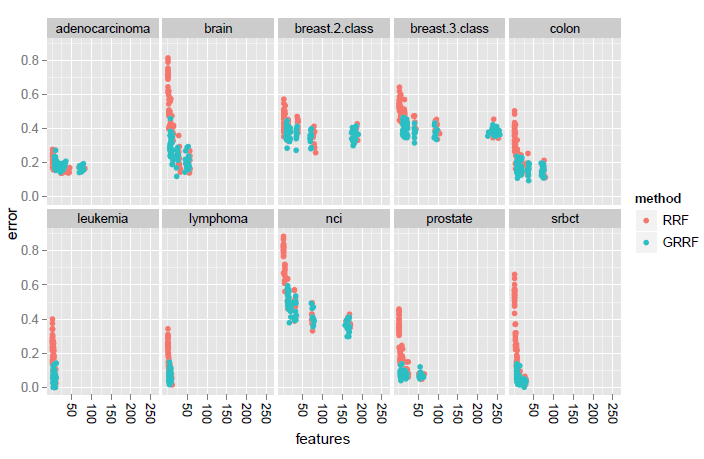 adenocarcinoma brain breast.2.class breast.3.class colon
0.8
0.6
0.4
0.2
0.0
error
leukemia lymphoma nci prostate srbct
0.8
0.6
0.4
0.2
0.0
50 100 150 200 250 50 100 150 200 250 50 100 150 200 250 50 100 150 200 250 50 100 150 200 250
features
method
RRF
GRRF